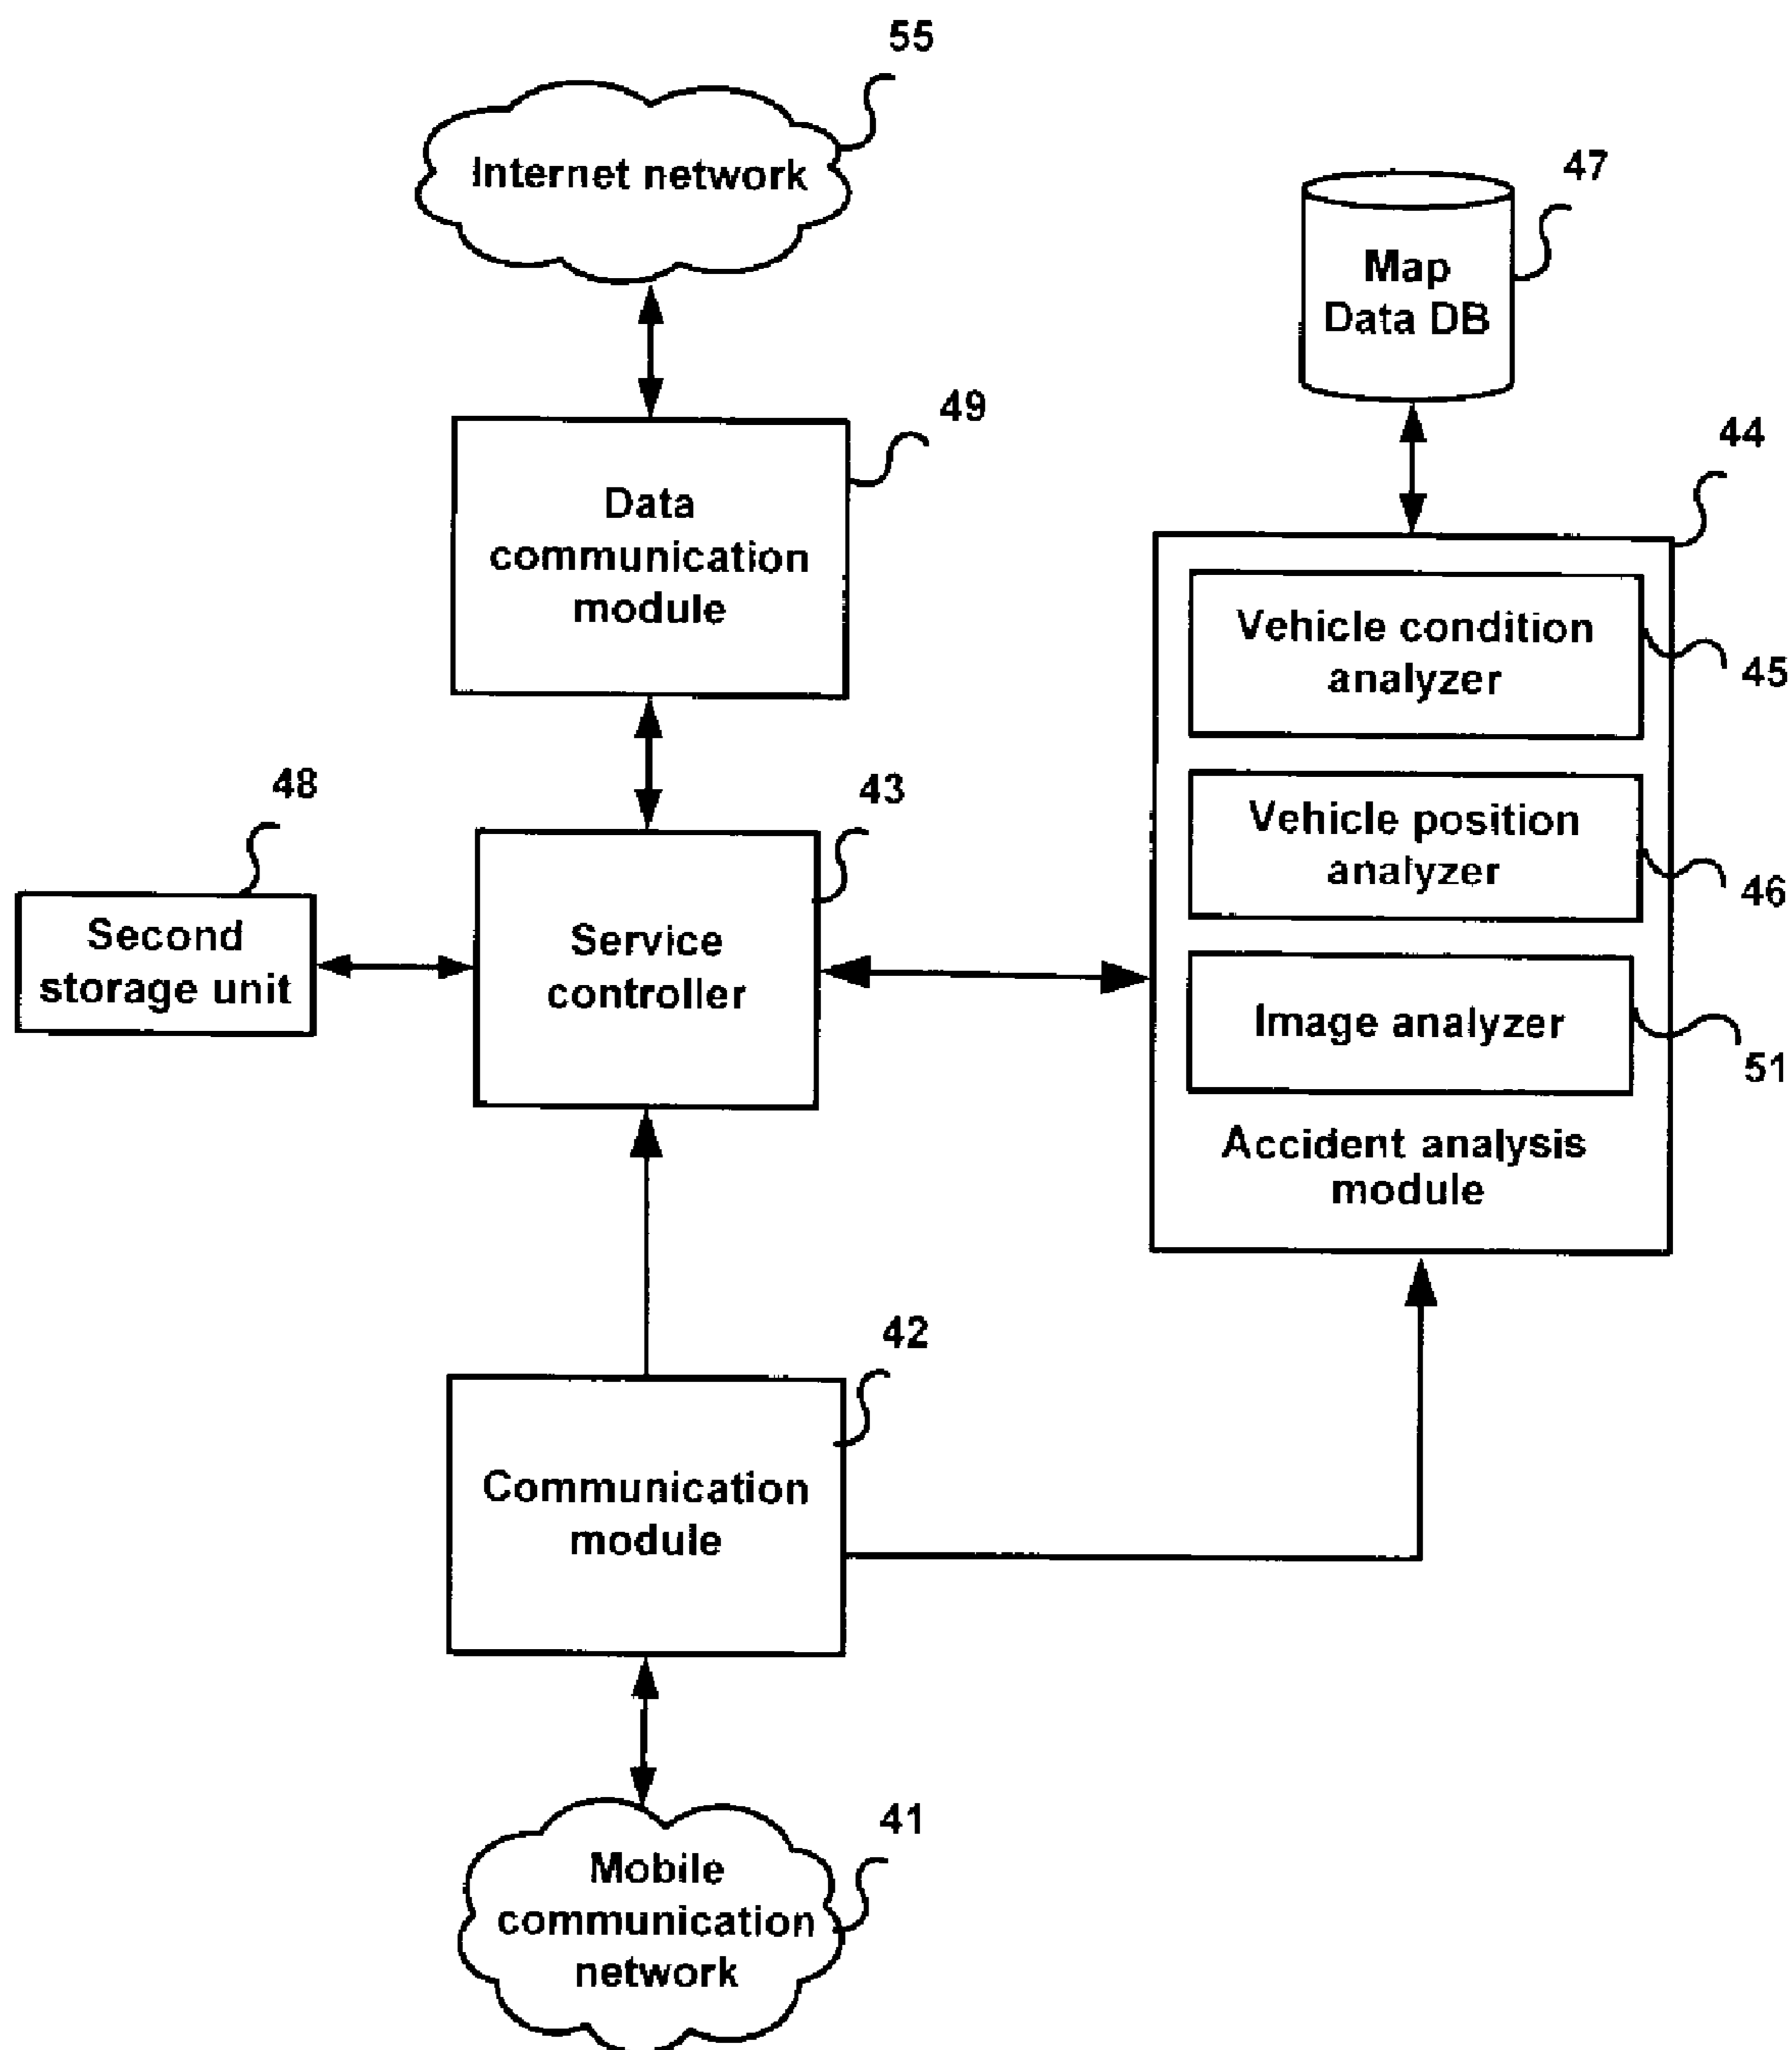 55
Internet network
47
Map
Data DB
49
44
Data
communication
module
Vehicle condition
analyzer
45
48
43
Vehicle position
analyzer
46
Second
storage unit
Service
controller
Image analyzer
51
Accident analysis
module
42
Communication
module
41
Mobile
communication
network